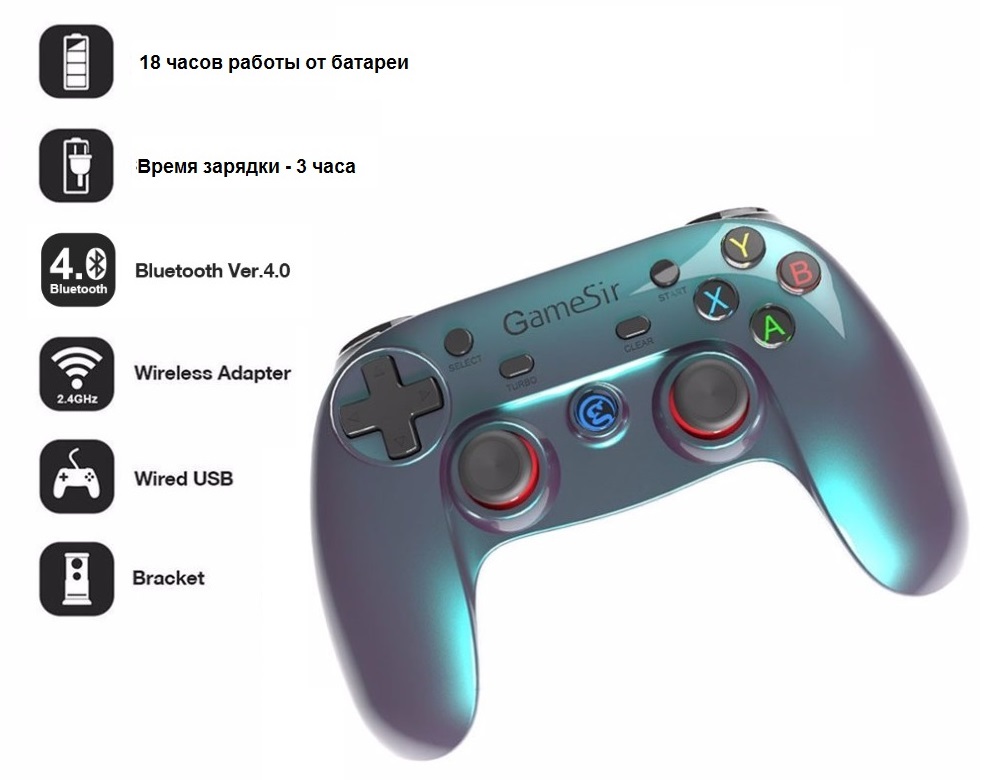 18 часов работы от батареи
Время зарядки - 3 часа
4.0
Bluetooth
Bluetooth Ver.4.0
2.4GHz
Wireless Adapter
Wired USB
Bracket
GameSir
SELECT
TURBO
CLEAR
START
Y
B
X
A